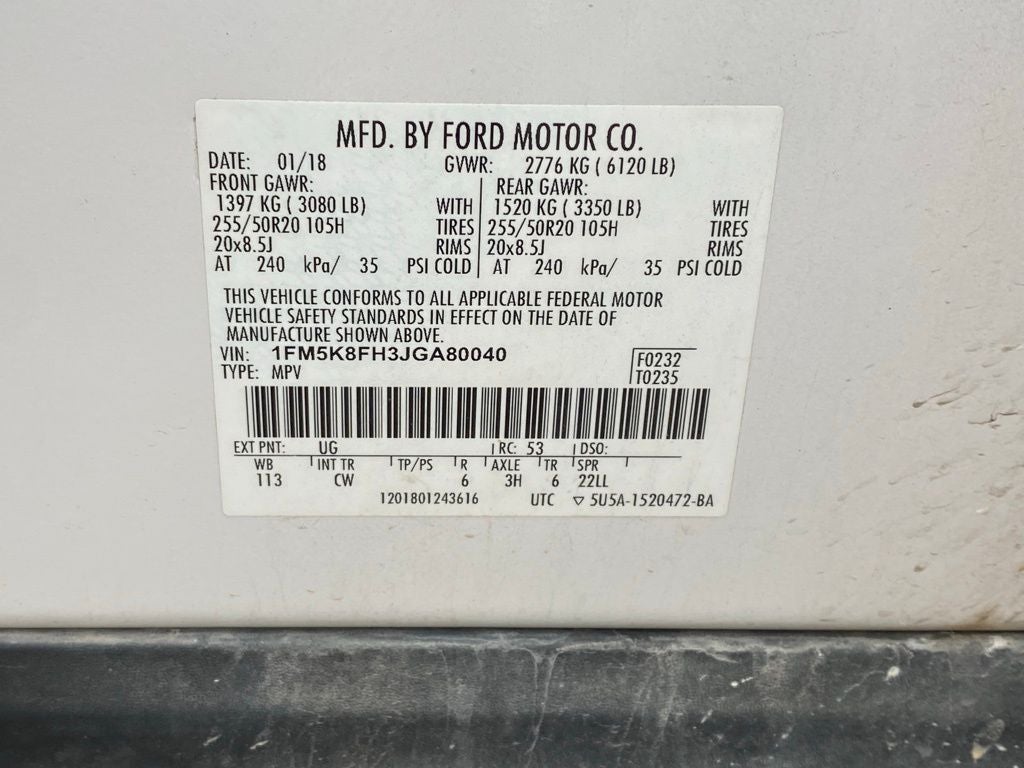 MFD. BY FORD MOTOR CO.
DATE: 01/18 GVWR: 2776 KG ( 6120 LB)
FRONT GAWR: REAR GAWR:
1397 KG ( 3080 LB) WITH 1520 KG ( 3350 LB) WITH
255/50R20 105H TIRES 255/50R20 105H TIRES
20x8.5J RIMS 20x8.5J RIMS
AT 240 kPa/ 35 PSI COLD AT 240 kPa/ 35 PSI COLD
THIS VEHICLE CONFORMS TO ALL APPLICABLE FEDERAL MOTOR
VEHICLE SAFETY STANDARDS IN EFFECT ON THE DATE OF
MANUFACTURE SHOWN ABOVE.
VIN: 1FM5K8FH3JGA80040 F0232
TYPE: MPV T0235
EXT PNT: UG RC: 53 DSO:
WB INT TR TP/PS R AXLE TR SPR
113 CW 6 3H 6 22LL
1201801243616 UTC ▽ 5U5A-1520472-BA